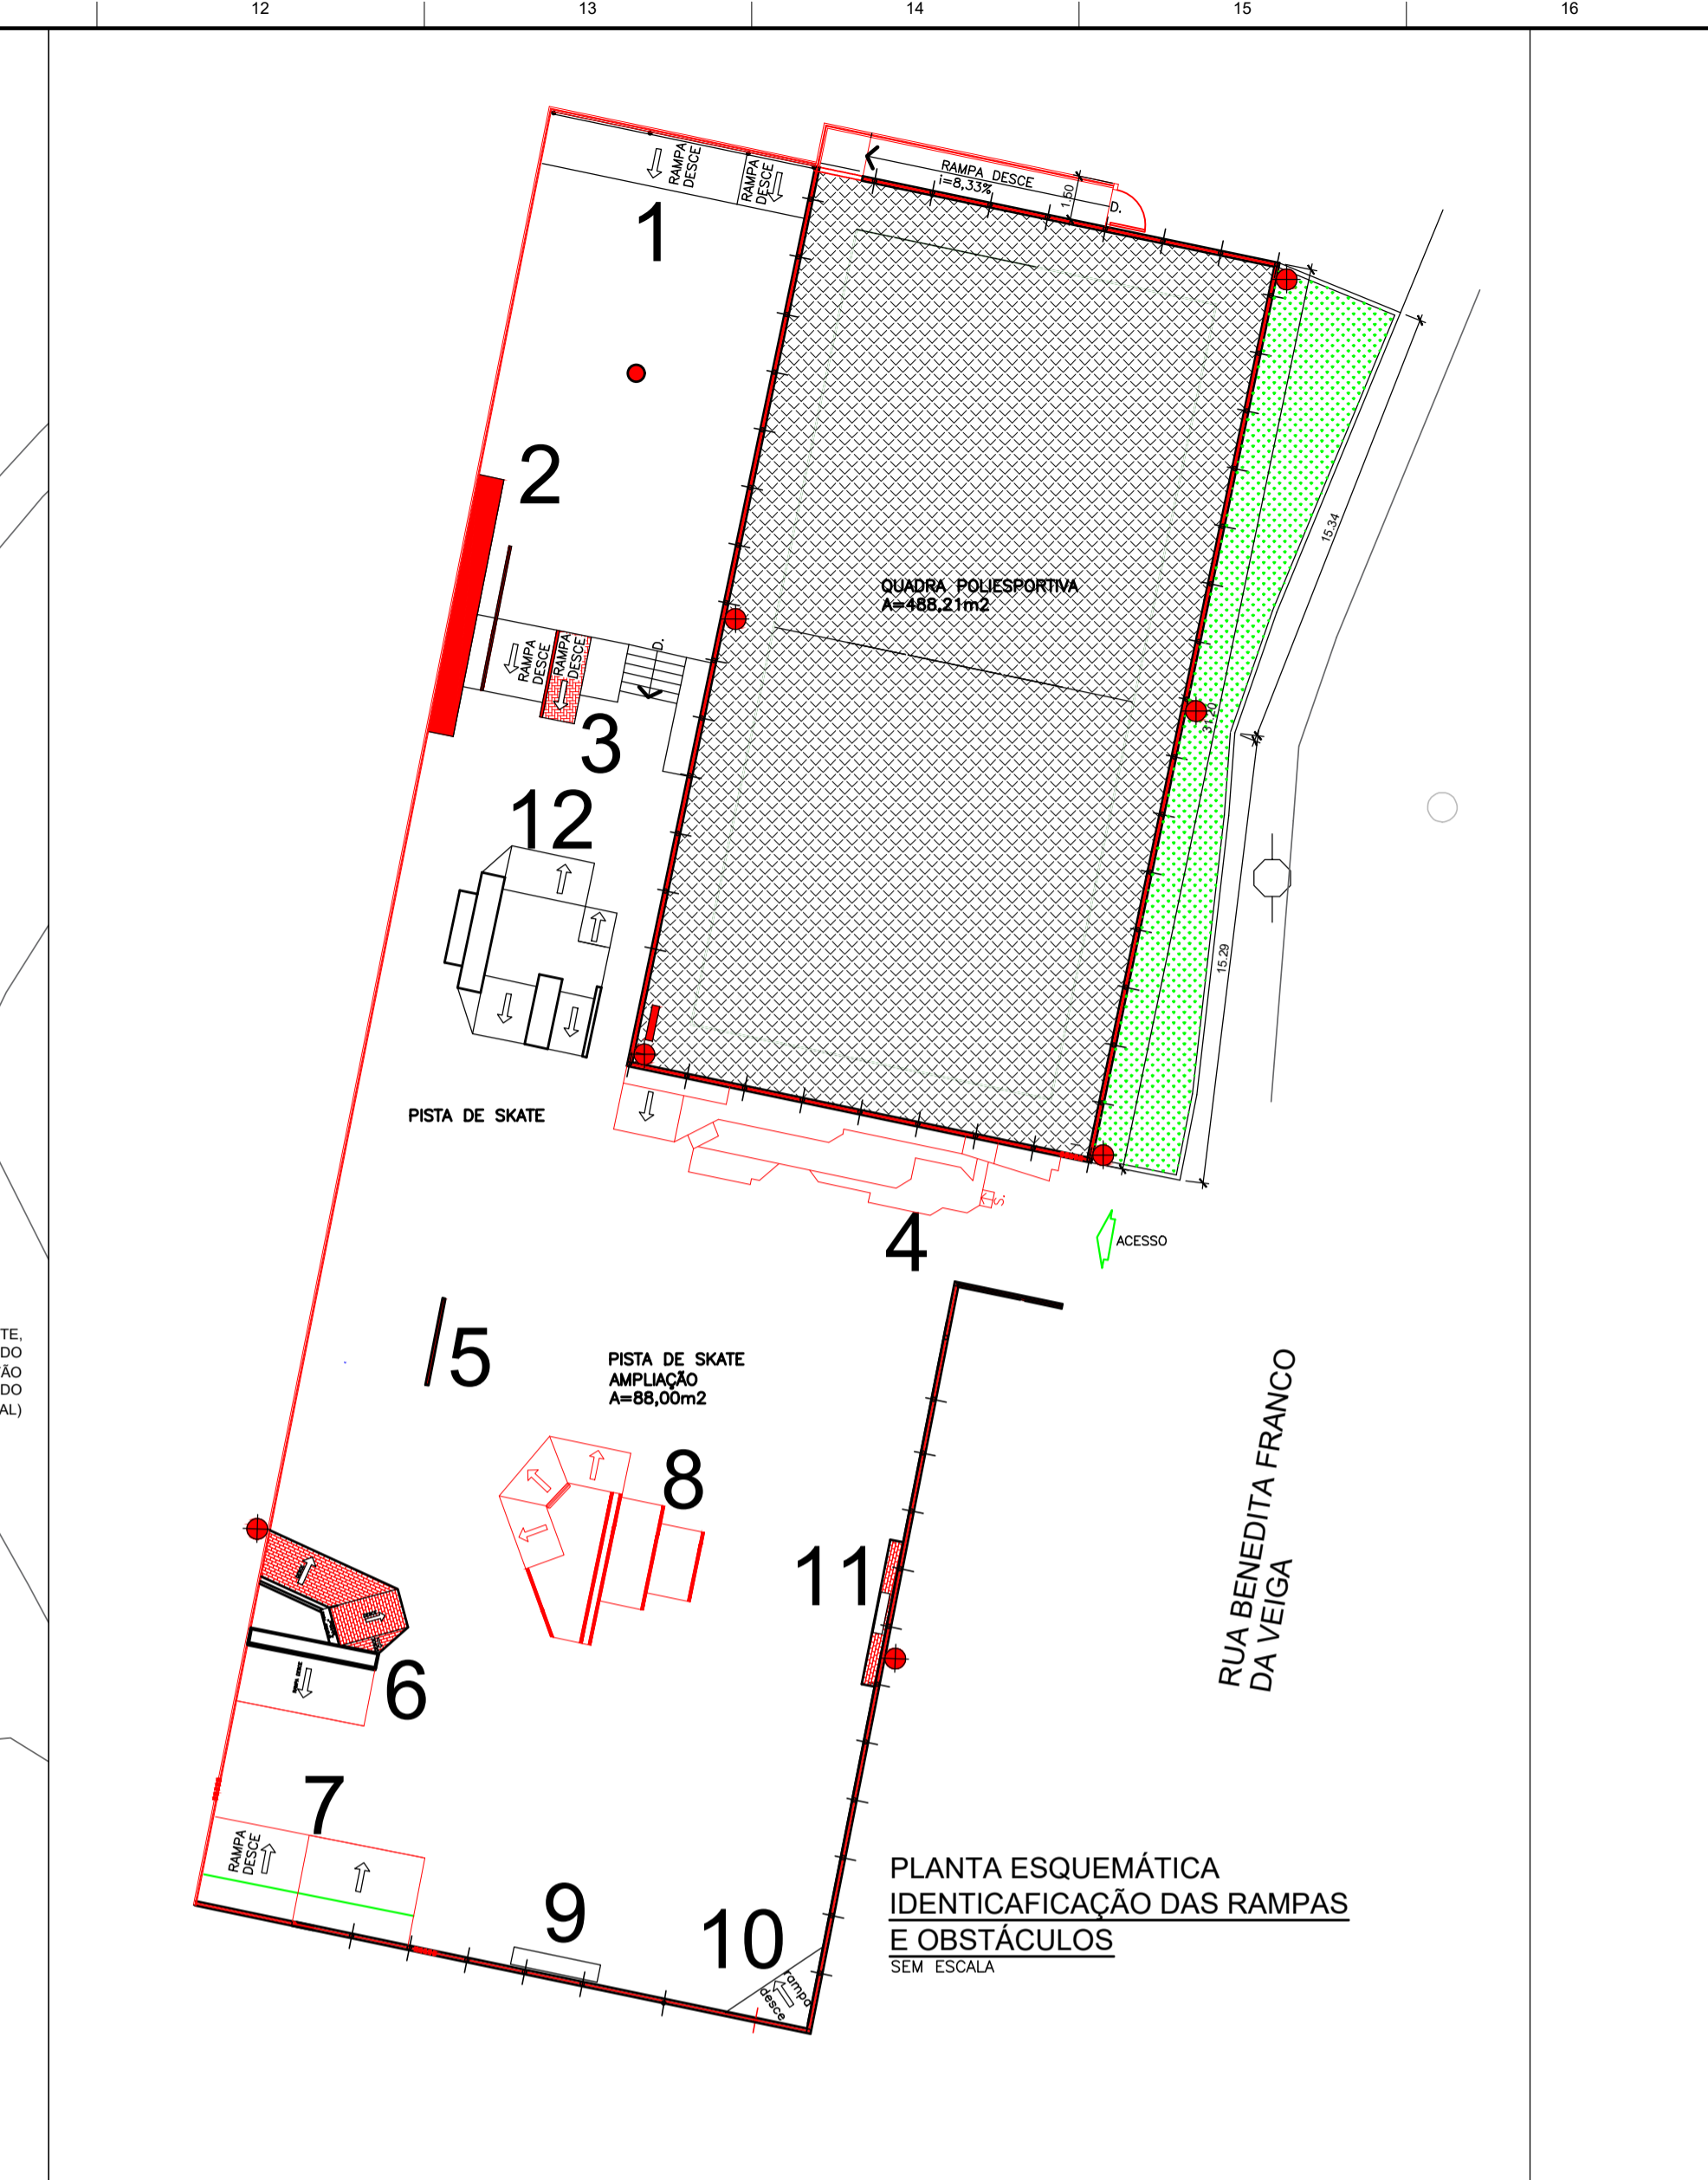 12
13
14
15
16
RAMPA
DESCE
RAMPA
DESCE
RAMPA DESCE
i=8,33%
1.50
D.
1
2
15.34
QUADRA POLIESPORTIVA
A=488,21m2
RAMPA
DESCE
RAMPA
DESCE
D.
3
31.20
12
15.29
PISTA DE SKATE
S.
4
ACESSO
TE,
DO
ÃO
DO
AL)
5
PISTA DE SKATE
AMPLIAÇÃO
A=88,00m2
8
11
RUA BENEDITA FRANCO
DA VEIGA
6
7
RAMPA
DESCE
9
10
rampa
desce
PLANTA ESQUEMÁTICA
IDENTICAFICAÇÃO DAS RAMPAS
E OBSTÁCULOS
SEM ESCALA